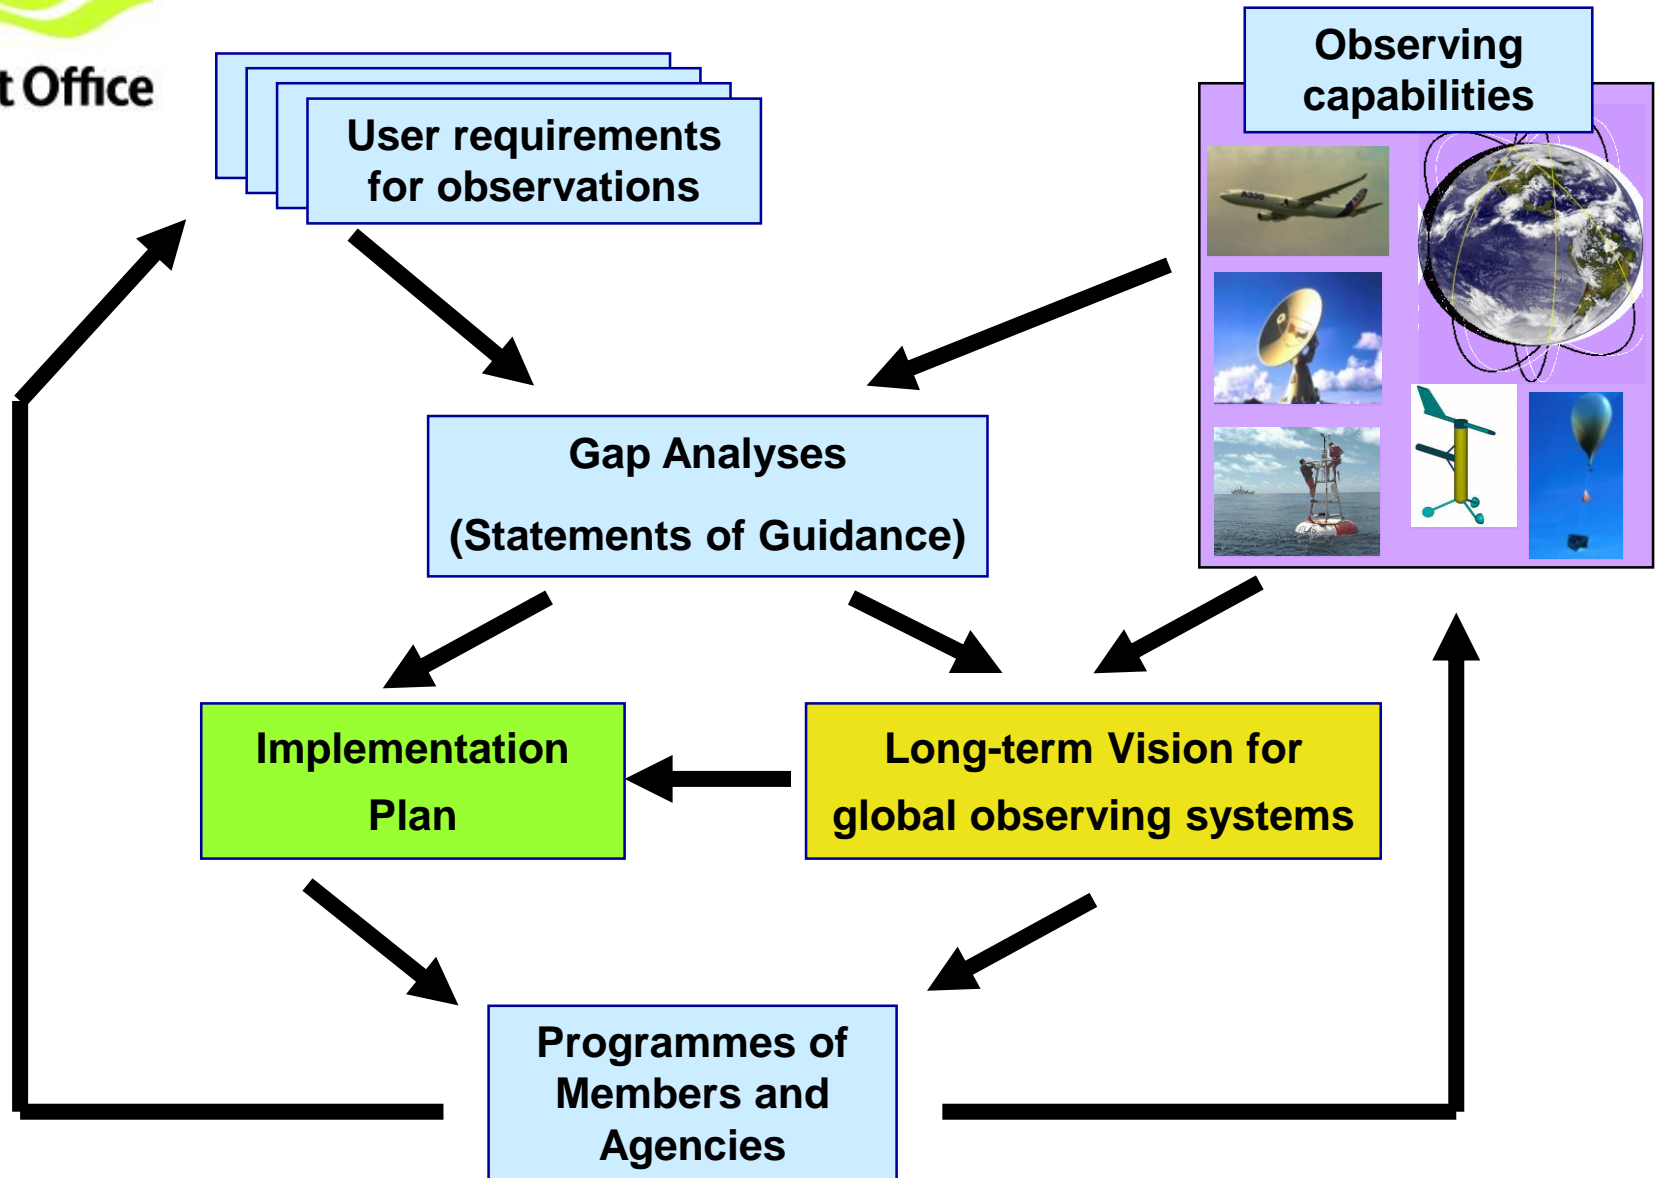 t Office
User requirements
for observations
Observing
capabilities
A330
Gap Analyses
(Statements of Guidance)
Implementation
Plan
Long-term Vision for
global observing systems
Programmes of
Members and
Agencies